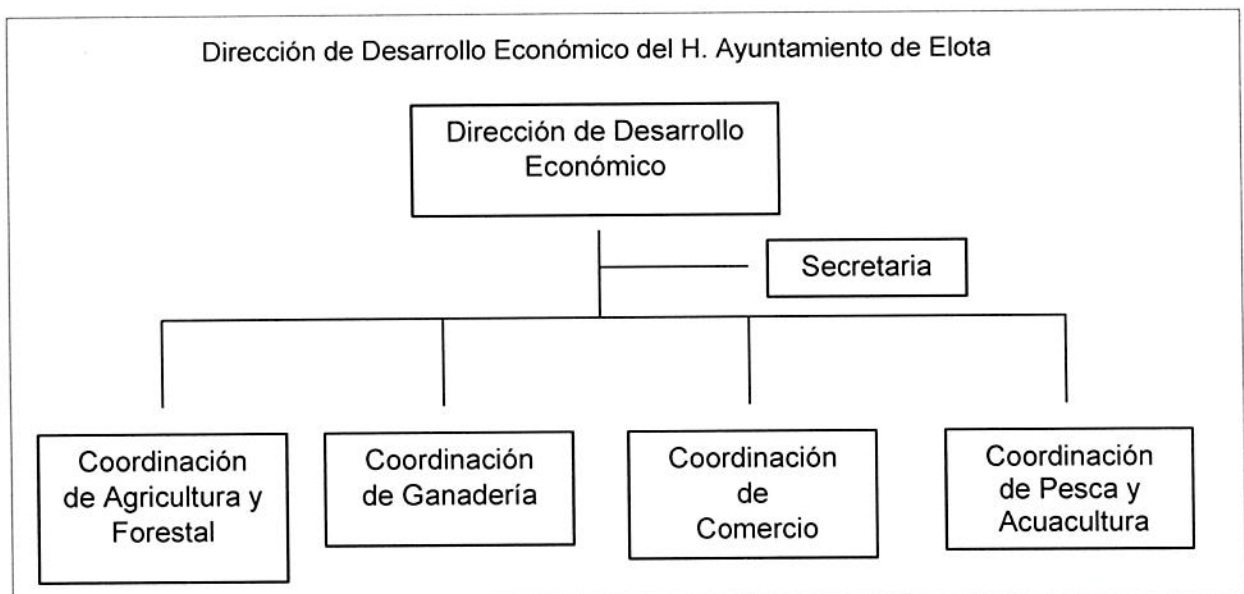 Dirección de Desarrollo Económico del H. Ayuntamiento de Elota
Dirección de Desarrollo
Económico
Secretaria
Coordinación
de Agricultura y
Forestal
Coordinación
de Ganadería
Coordinación
de
Comercio
Coordinación
de Pesca y
Acuacultura